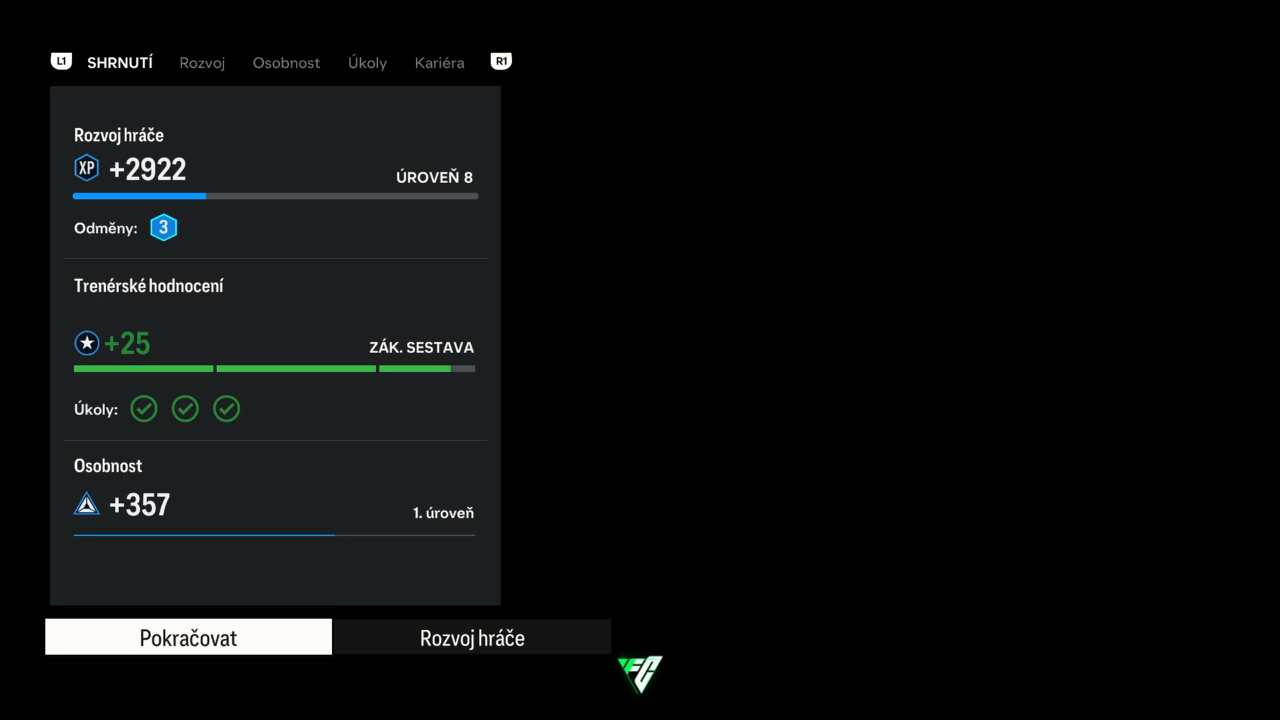 L1 SHRNUTÍ Rozvoj Osobnost Úkoly Kariéra R1
Rozvoj hráče
XP +2922
ÚROVEŇ 8
Odměny: 3
Trenérské hodnocení
+25
ZÁK. SESTAVA
Úkoly:
Osobnost
+357
1. úroveň
Pokračovat
Rozvoj hráče
FC